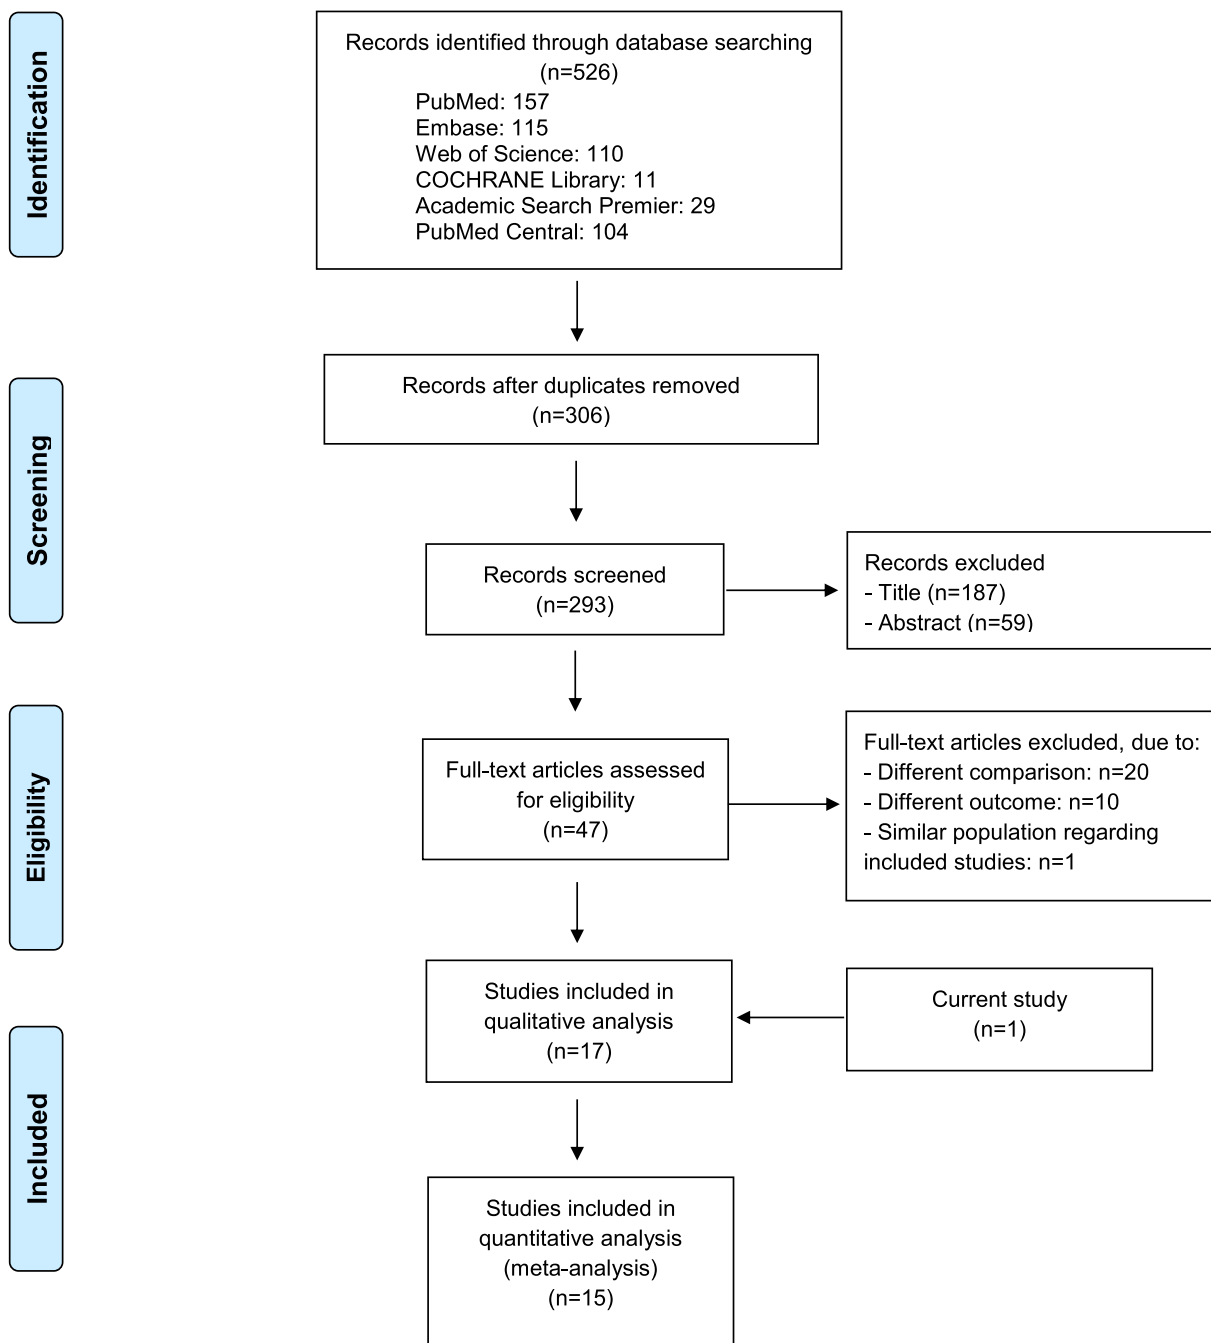 Identification
Records identified through database searching
(n=526)
PubMed: 157
Embase: 115
Web of Science: 110
COCHRANE Library: 11
Academic Search Premier: 29
PubMed Central: 104
Screening
Records after duplicates removed
(n=306)
Records screened
(n=293)
Records excluded
- Title (n=187)
- Abstract (n=59)
Eligibility
Full-text articles assessed
for eligibility
(n=47)
Full-text articles excluded, due to:
- Different comparison: n=20
- Different outcome: n=10
- Similar population regarding
included studies: n=1
Studies included in
qualitative analysis
(n=17)
Current study
(n=1)
Included
Studies included in
quantitative analysis
(meta-analysis)
(n=15)